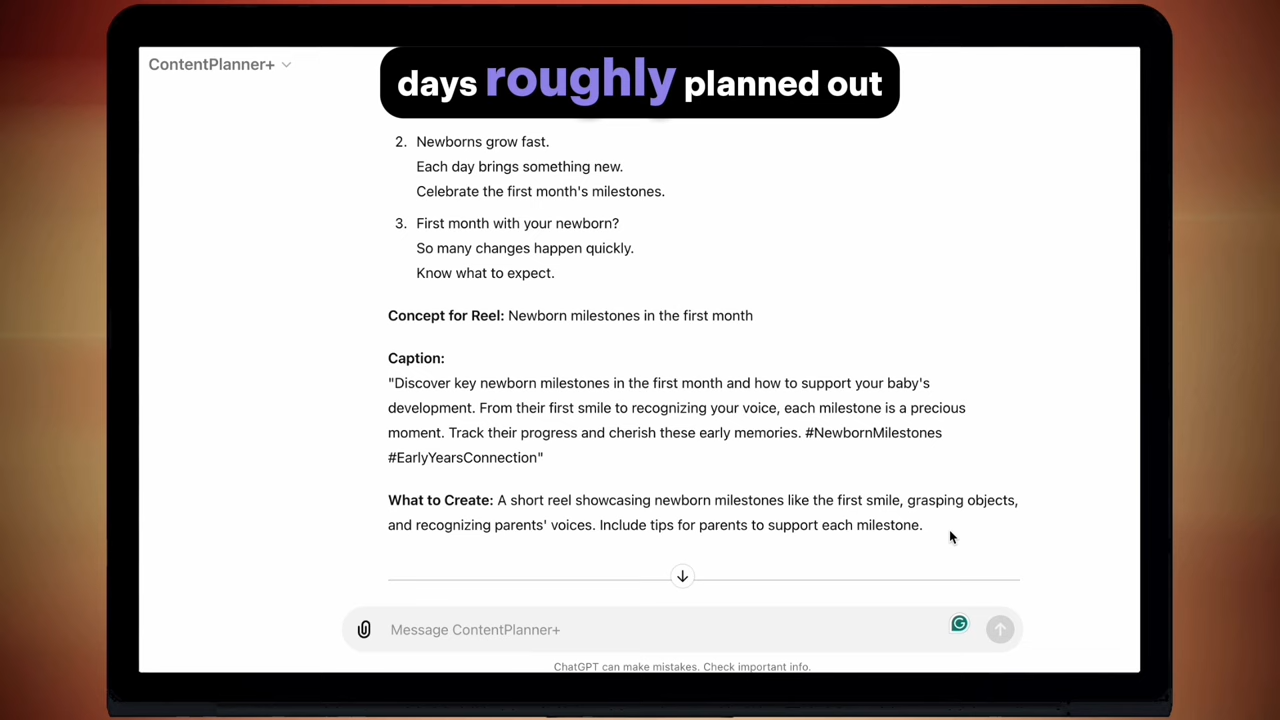 ContentPlanner+
days roughly planned out
2. Newborns grow fast.
Each day brings something new.
Celebrate the first month's milestones.
3. First month with your newborn?
So many changes happen quickly.
Know what to expect.
Concept for Reel: Newborn milestones in the first month
Caption:
"Discover key newborn milestones in the first month and how to support your baby's
development. From their first smile to recognizing your voice, each milestone is a precious
moment. Track their progress and cherish these early memories. #NewbornMilestones
#EarlyYearsConnection"
What to Create: A short reel showcasing newborn milestones like the first smile, grasping objects,
and recognizing parents' voices. Include tips for parents to support each milestone.
Message ContentPlanner+
ChatGPT can make mistakes. Check important info.